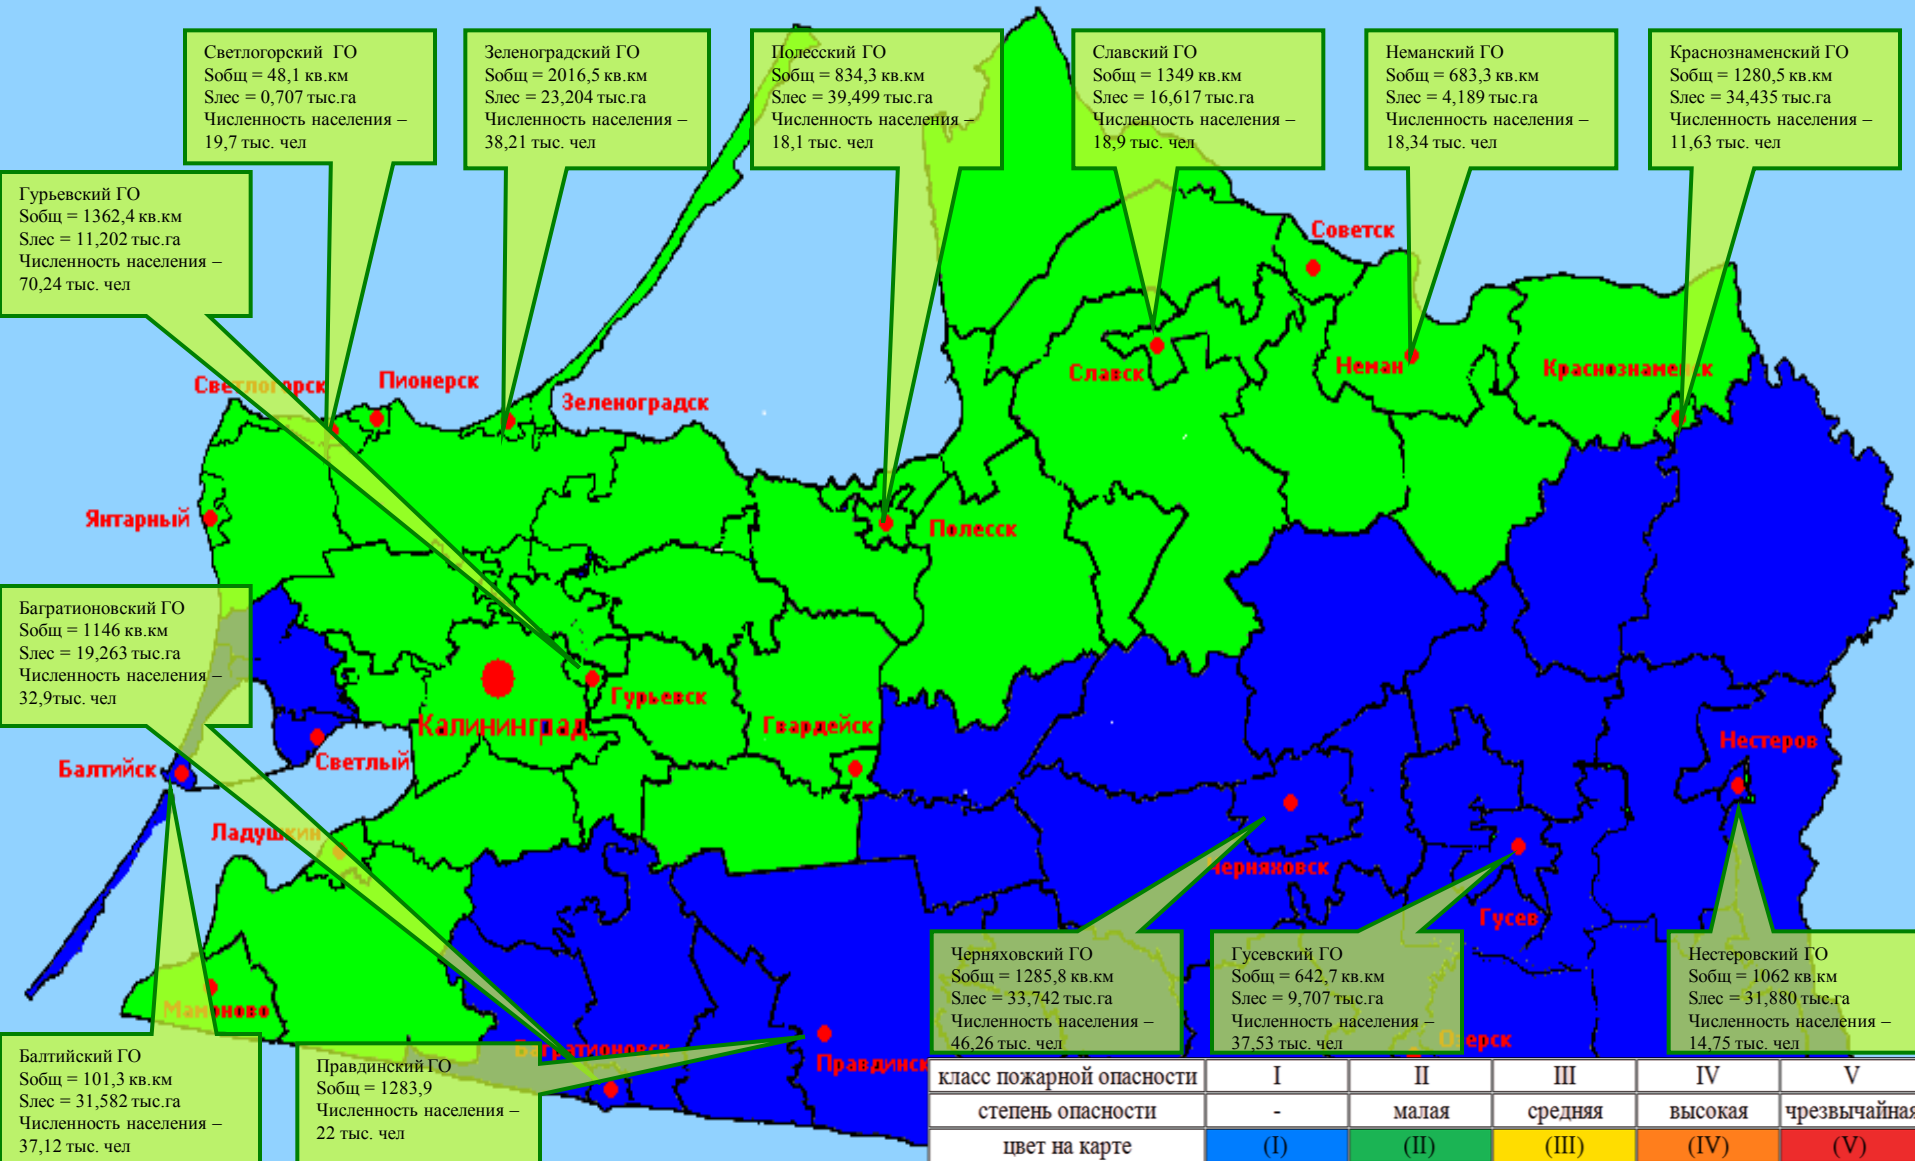 Светлогорский ГО
Sобщ = 48,1 кв.км
Sлес = 0,707 тыс.га
Численность населения –
19,7 тыс. чел
Зеленоградский ГО
Sобщ = 2016,5 кв.км
Sлес = 23,204 тыс.га
Численность населения –
38,21 тыс. чел
Полесский ГО
Sобщ = 834,3 кв.км
Sлес = 39,499 тыс.га
Численность населения –
18,1 тыс. чел
Славский ГО
Sобщ = 1349 кв.км
Sлес = 16,617 тыс.га
Численность населения –
18,9 тыс. чел
Неманский ГО
Sобщ = 683,3 кв.км
Sлес = 4,189 тыс.га
Численность населения –
18,34 тыс. чел
Краснознаменский ГО
Sобщ = 1280,5 кв.км
Sлес = 34,435 тыс.га
Численность населения –
11,63 тыс. чел
Гурьевский ГО
Sобщ = 1362,4 кв.км
Sлес = 11,202 тыс.га
Численность населения –
70,24 тыс. чел
Советск
Светлогорск
Пионерск
Зеленоградск
Славск
Неман
Краснознаменск
Янтарный
Полесск
Багратионовский ГО
Sобщ = 1146 кв.км
Sлес = 19,263 тыс.га
Численность населения –
32,9тыс. чел
Калининград
Гурьевск
Гвардейск
Нестеров
Балтийск
Светлый
Ладушкин
Черняховск
Гусев
Мамоново
Багратионовск
Правдинск
Озерск
Черняховский ГО
Sобщ = 1285,8 кв.км
Sлес = 33,742 тыс.га
Численность населения –
46,26 тыс. чел
Гусевский ГО
Sобщ = 642,7 кв.км
Sлес = 9,707 тыс.га
Численность населения –
37,53 тыс. чел
Нестеровский ГО
Sобщ = 1062 кв.км
Sлес = 31,880 тыс.га
Численность населения –
14,75 тыс. чел
Балтийский ГО
Sобщ = 101,3 кв.км
Sлес = 31,582 тыс.га
Численность населения –
37,12 тыс. чел
Правдинский ГО
Sобщ = 1283,9
Численность населения –
22 тыс. чел
класс пожарной опасности I II III IV V
степень опасности - малая средняя высокая чрезвычайная
цвет на карте (I) (II) (III) (IV) (V)